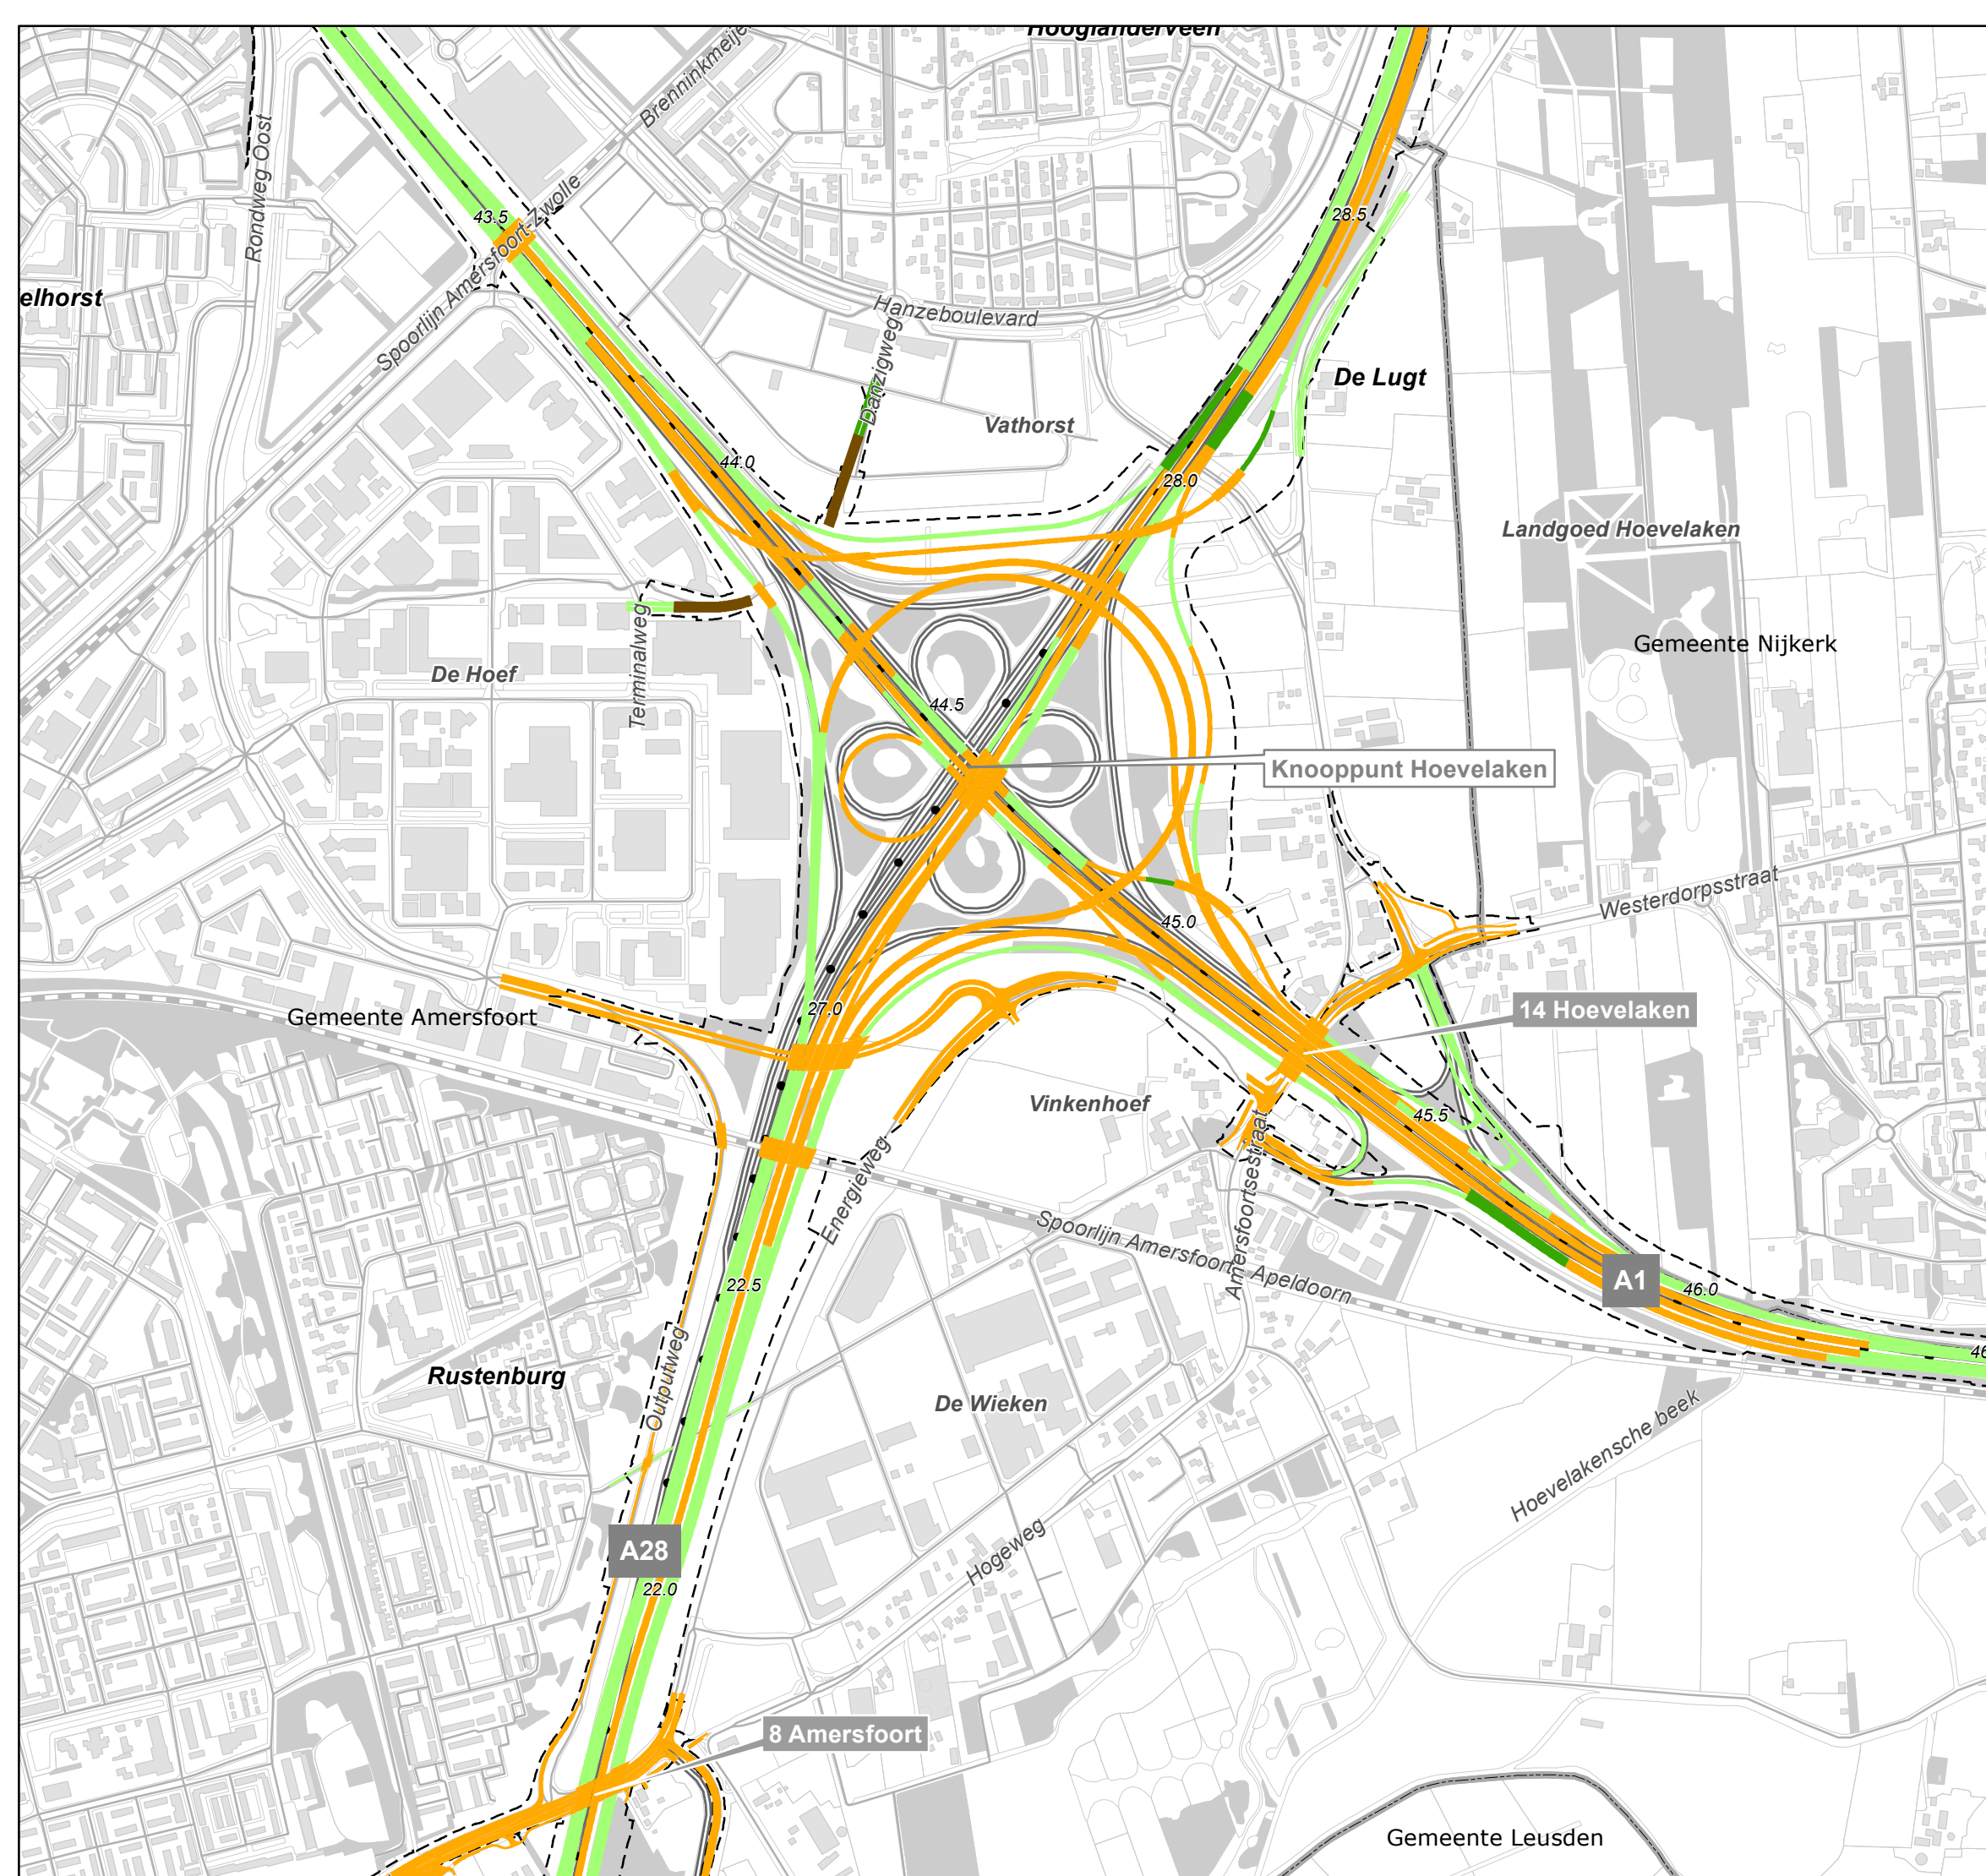 Hooglanderveen
Brenninkmeije
Rondweg Oost
43.5
28.5
Spoorlijn Amersfoort-Zwolle
elhorst
Hanzeboulevard
Danzigweg
De Lugt
Vathorst
44.0
28.0
Landgoed Hoevelaken
Gemeente Nijkerk
De Hoef
Terminalweg
44.5
Knooppunt Hoevelaken
Westerdorpsstraat
45.0
27.0
Gemeente Amersfoort
14 Hoevelaken
Vinkenhoef
45.5
Amersfoortsestraat
Energieweg
Spoorlijn Amersfoort - Apeldoorn
22.5
A1
46.0
46
Rustenburg
Outputweg
De Wieken
Hoevelakensche beek
A28
Hogeweg
22.0
8 Amersfoort
Gemeente Leusden